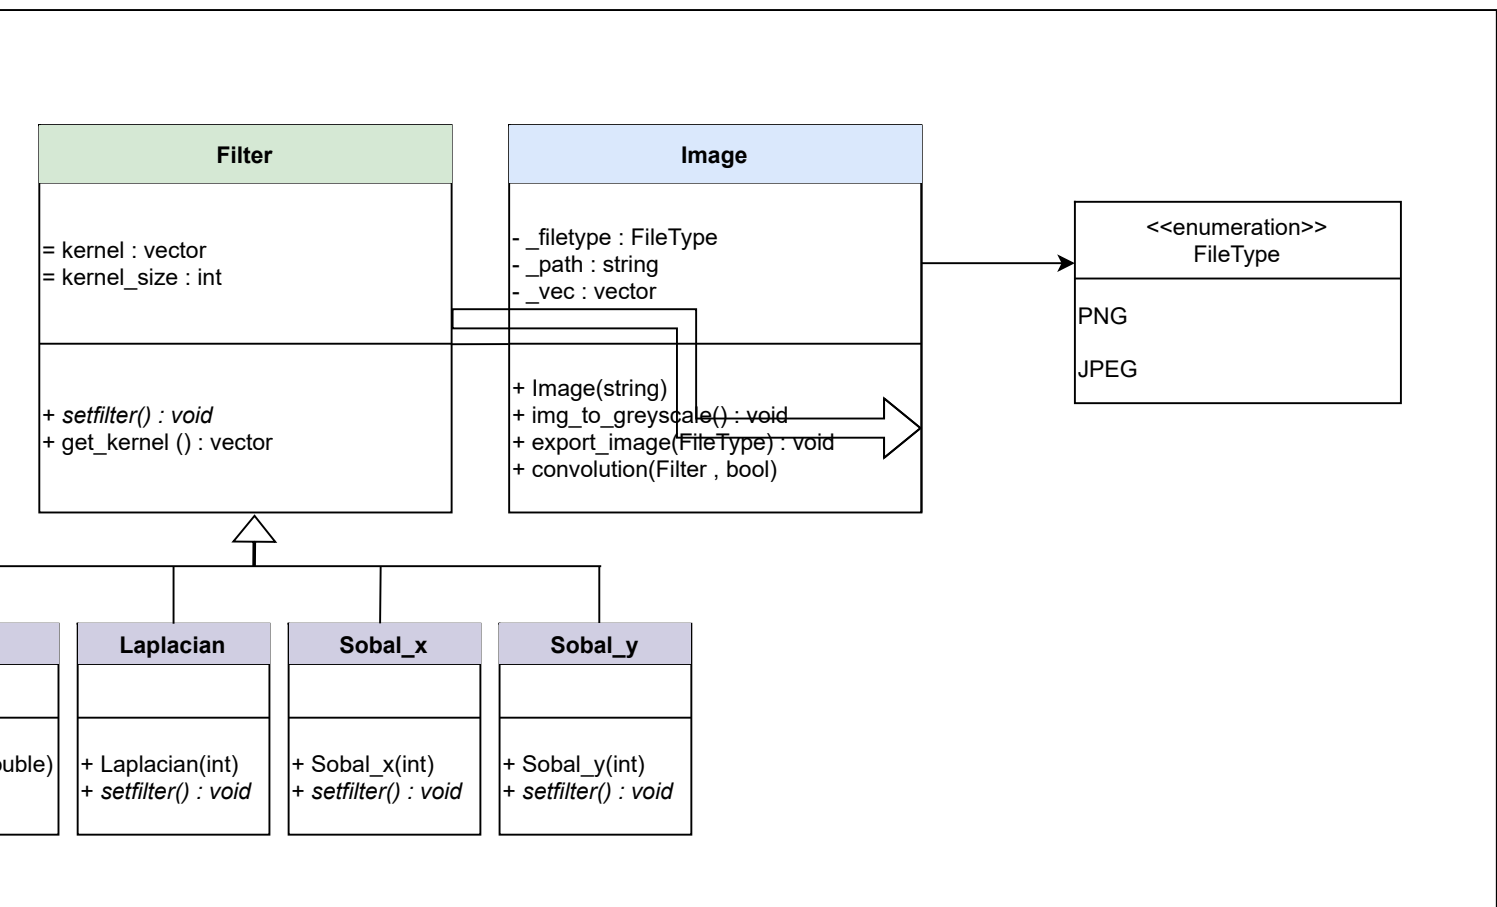 Filter
= kernel : vector
= kernel_size : int
+ setfilter() : void
+ get_kernel () : vector
Image
- _filetype : FileType
- _path : string
- _vec : vector
+ Image(string)
+ img_to_greyscale() : void
+ export_image(FileType) : void
+ convolution(Filter , bool)
<<enumeration>>
FileType
PNG
JPEG
Laplacian
+ Laplacian(int)
+ setfilter() : void
Sobal_x
+ Sobal_x(int)
+ setfilter() : void
Sobal_y
+ Sobal_y(int)
+ setfilter() : void